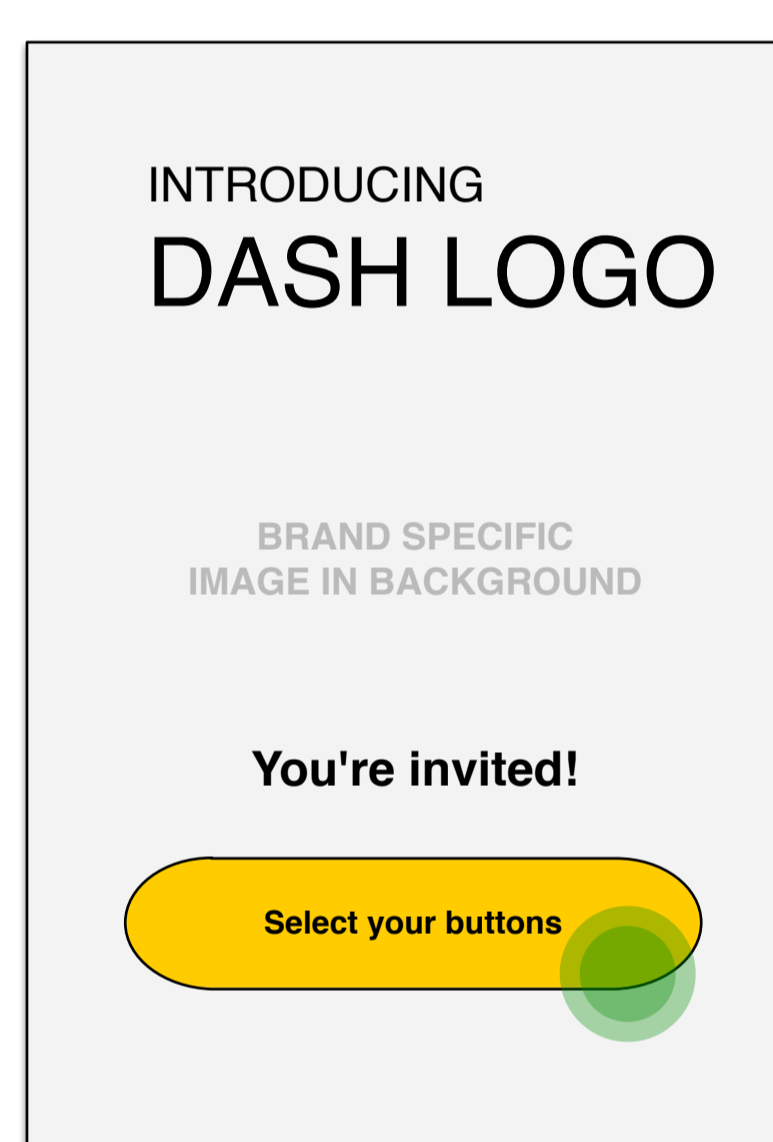 INTRODUCING
DASH LOGO
BRAND SPECIFIC
IMAGE IN BACKGROUND
You're invited!
Select your buttons